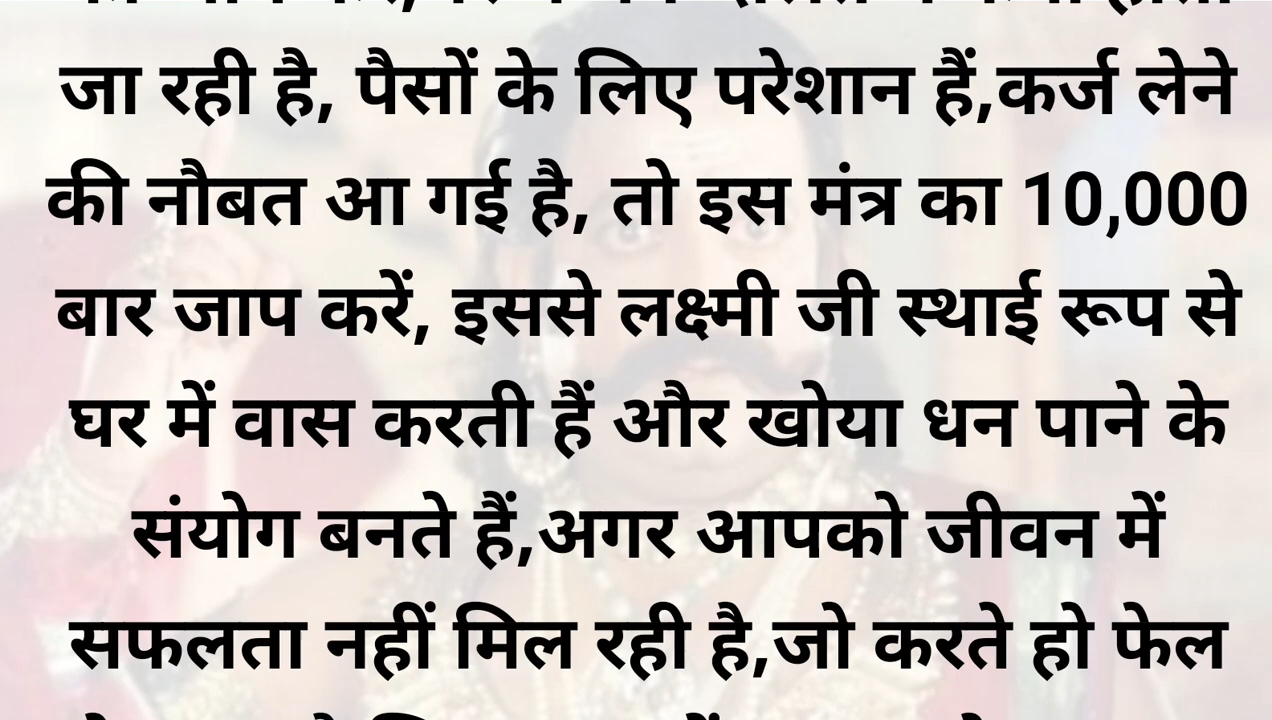 जा रही है, पैसों के लिए परेशान हैं,कर्ज लेने
की नौबत आ गई है, तो इस मंत्र का 10,000
बार जाप करें, इससे लक्ष्मी जी स्थाई रूप से
घर में वास करती हैं और खोया धन पाने के
संयोग बनते हैं,अगर आपको जीवन में
सफलता नहीं मिल रही है,जो करते हो फेल